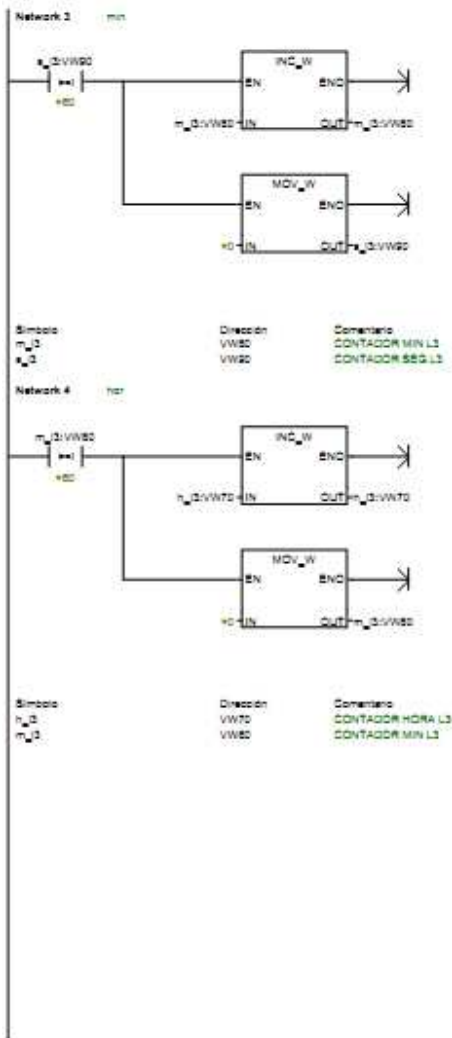 Network 3 min
s_l3:VW90
==I
+60
INC_W
EN ENO
m_l3:VW80 IN OUT m_l3:VW80
MOV_W
EN ENO
+0 IN OUT s_l3:VW90
Símbolo Dirección Comentario
m_l3 VW80 CONTADOR MIN L3
s_l3 VW90 CONTADOR SEG L3
Network 4 hor
m_l3:VW80
==I
+60
INC_W
EN ENO
h_l3:VW70 IN OUT h_l3:VW70
MOV_W
EN ENO
+0 IN OUT m_l3:VW80
Símbolo Dirección Comentario
h_l3 VW70 CONTADOR HORA L3
m_l3 VW80 CONTADOR MIN L3